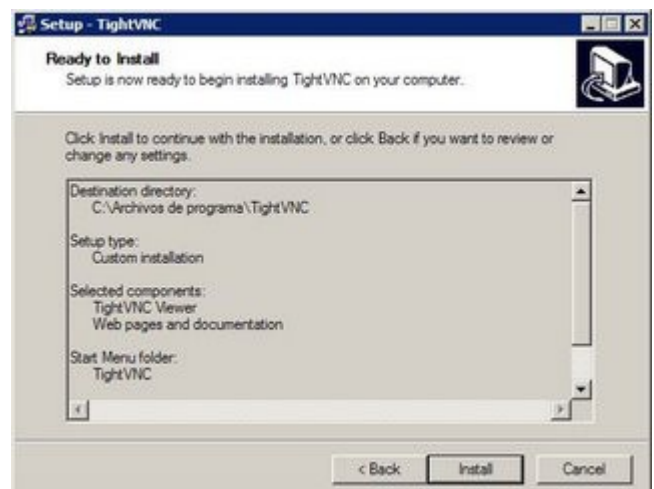 Setup - TightVNC
Ready to Install
Setup is now ready to begin installing TightVNC on your computer.
Click Install to continue with the installation, or click Back if you want to review or
change any settings.
Destination directory:
C:\Archivos de programa\TightVNC
Setup type:
Custom installation
Selected components:
TightVNC Viewer
Web pages and documentation
Start Menu folder:
TightVNC
< Back Install Cancel